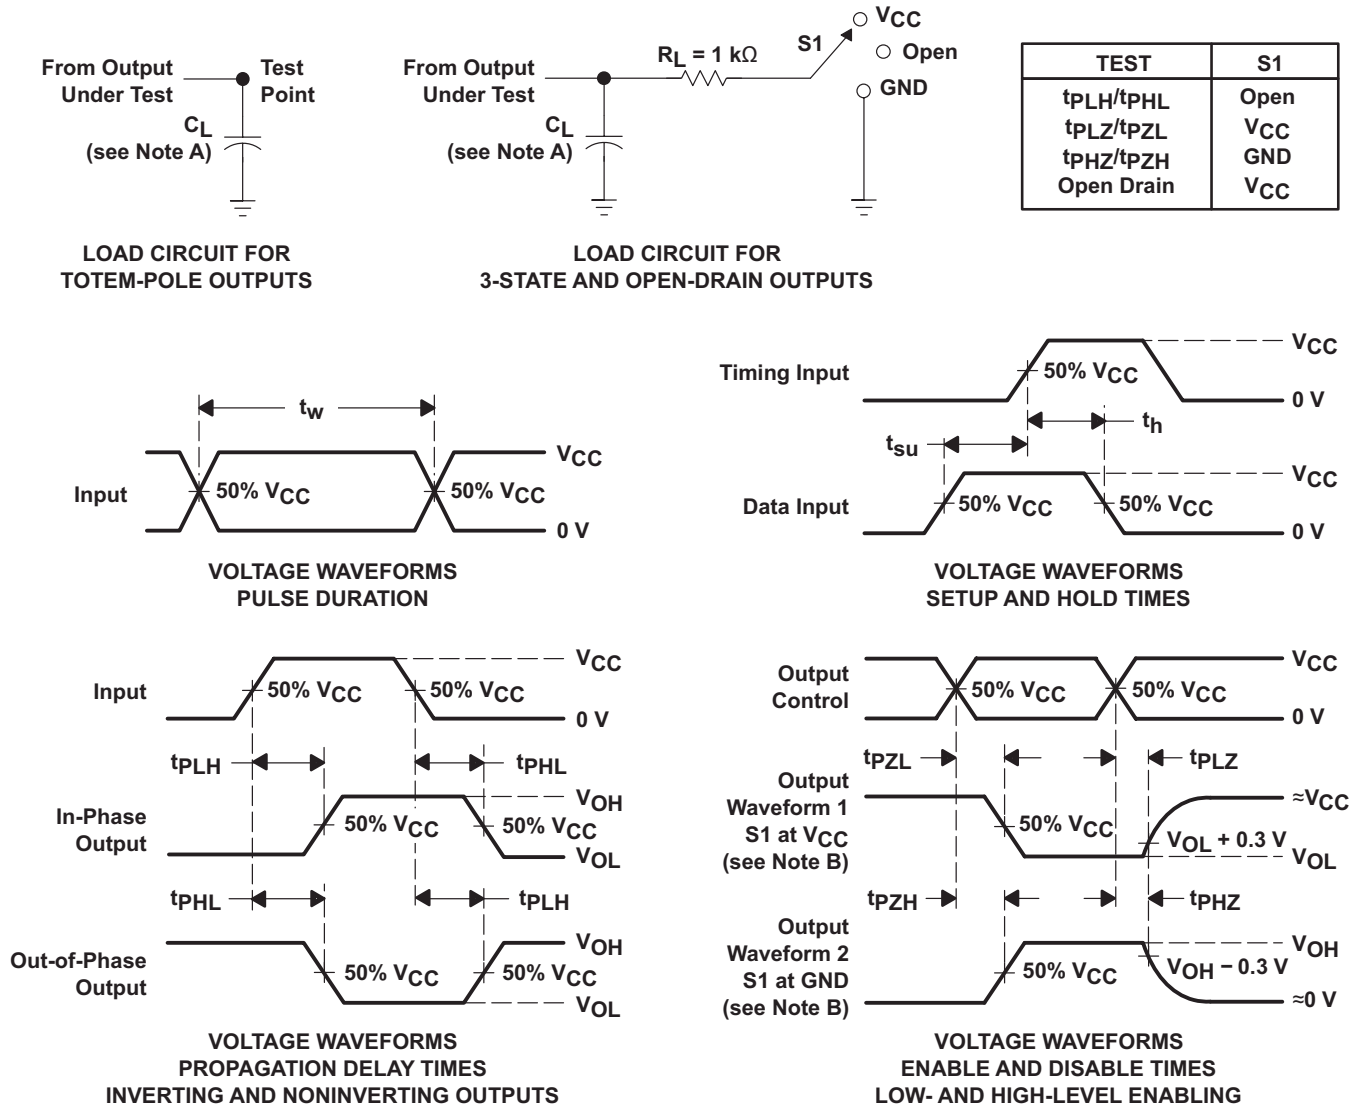 From Output
Under Test
Test
Point
CL
(see Note A)
LOAD CIRCUIT FOR
TOTEM-POLE OUTPUTS
From Output
Under Test
CL
(see Note A)
RL = 1 kΩ
S1
VCC
Open
GND
LOAD CIRCUIT FOR
3-STATE AND OPEN-DRAIN OUTPUTS
TEST S1
tPLH/tPHL Open
tPLZ/tPZL VCC
tPHZ/tPZH GND
Open Drain VCC
tw
Input
50% VCC
50% VCC
VCC
0 V
VOLTAGE WAVEFORMS
PULSE DURATION
Timing Input
50% VCC
VCC
0 V
tsu
th
Data Input
50% VCC
50% VCC
VCC
0 V
VOLTAGE WAVEFORMS
SETUP AND HOLD TIMES
Input
50% VCC
50% VCC
VCC
0 V
tPLH
tPHL
In-Phase
Output
50% VCC
50% VCC
VOH
VOL
tPHL
tPLH
Out-of-Phase
Output
50% VCC
50% VCC
VOH
VOL
VOLTAGE WAVEFORMS
PROPAGATION DELAY TIMES
INVERTING AND NONINVERTING OUTPUTS
Output
Control
50% VCC
50% VCC
VCC
0 V
tPZL
tPLZ
Output
Waveform 1
S1 at VCC
(see Note B)
50% VCC
≈VCC
VOL + 0.3 V
VOL
tPZH
tPHZ
Output
Waveform 2
S1 at GND
(see Note B)
50% VCC
VOH
VOH − 0.3 V
≈0 V
VOLTAGE WAVEFORMS
ENABLE AND DISABLE TIMES
LOW- AND HIGH-LEVEL ENABLING